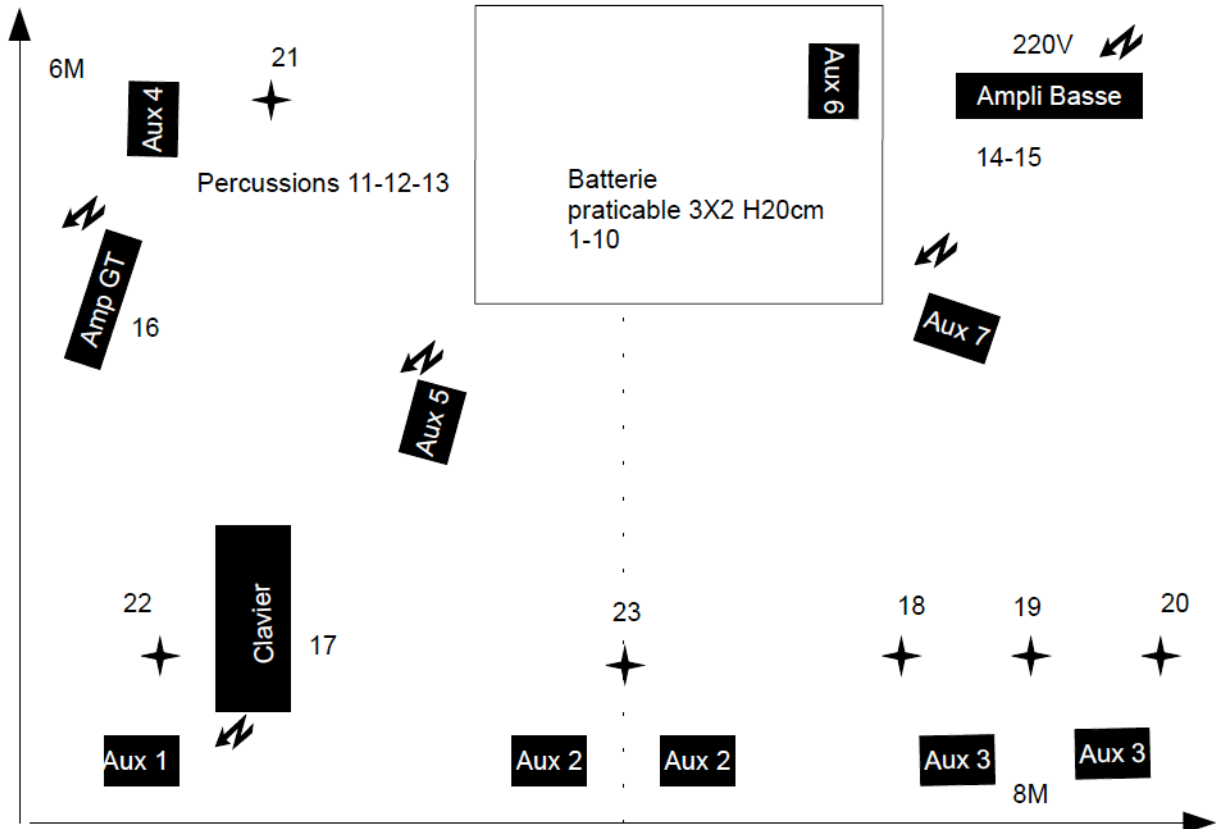 6M
21
Aux 4
Aux 6
220V
Ampli Basse
14-15
Percussions 11-12-13
Batterie
praticable 3X2 H20cm
1-10
Amp GT
16
Aux 7
Aux 5
22
Clavier
17
23
18
19
20
Aux 1
Aux 2
Aux 2
Aux 3
Aux 3
8M